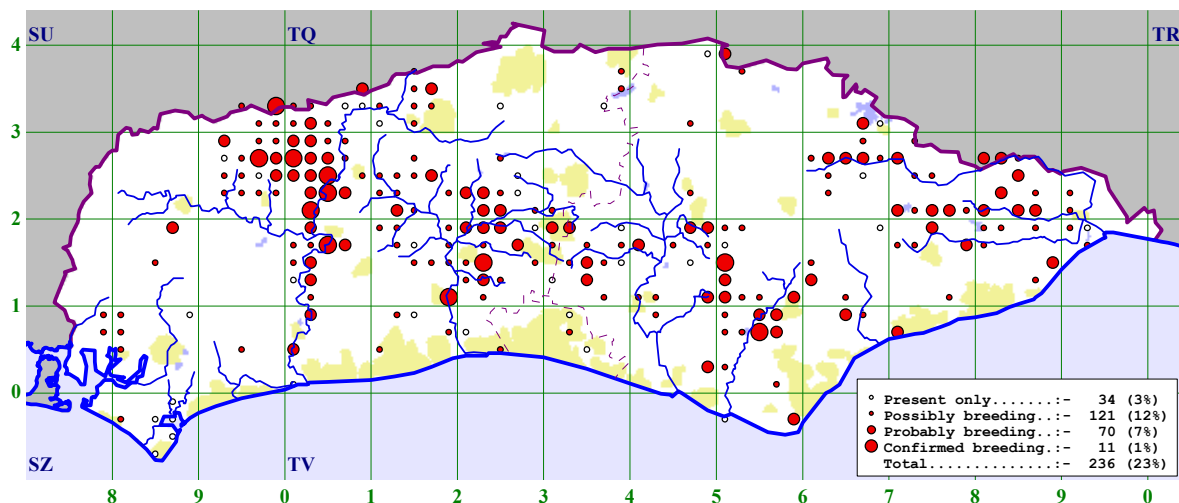 SU TQ TR
4
3
2
1
0
Present only.......:- 34 (3%)
Possibly breeding..:- 121 (12%)
Probably breeding..:- 70 (7%)
Confirmed breeding.:- 11 (1%)
Total..............:- 236 (23%)
SZ TV
8 9 0 1 2 3 4 5 6 7 8 9 0